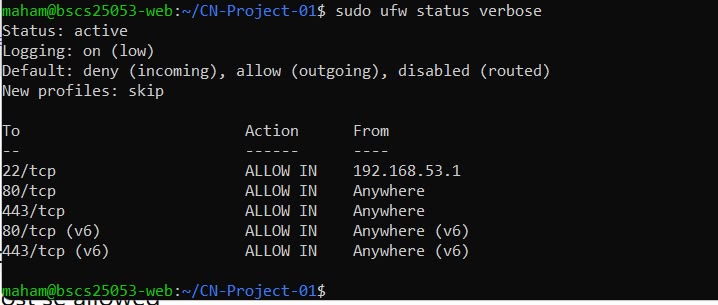 maham@bscs25053-web:~/CN-Project-01$ sudo ufw status verbose
Status: active
Logging: on (low)
Default: deny (incoming), allow (outgoing), disabled (routed)
New profiles: skip

To                         Action      From
--                         ------      ----
22/tcp                     ALLOW IN    192.168.53.1
80/tcp                     ALLOW IN    Anywhere
443/tcp                    ALLOW IN    Anywhere
80/tcp (v6)                ALLOW IN    Anywhere (v6)
443/tcp (v6)               ALLOW IN    Anywhere (v6)

maham@bscs25053-web:~/CN-Project-01$